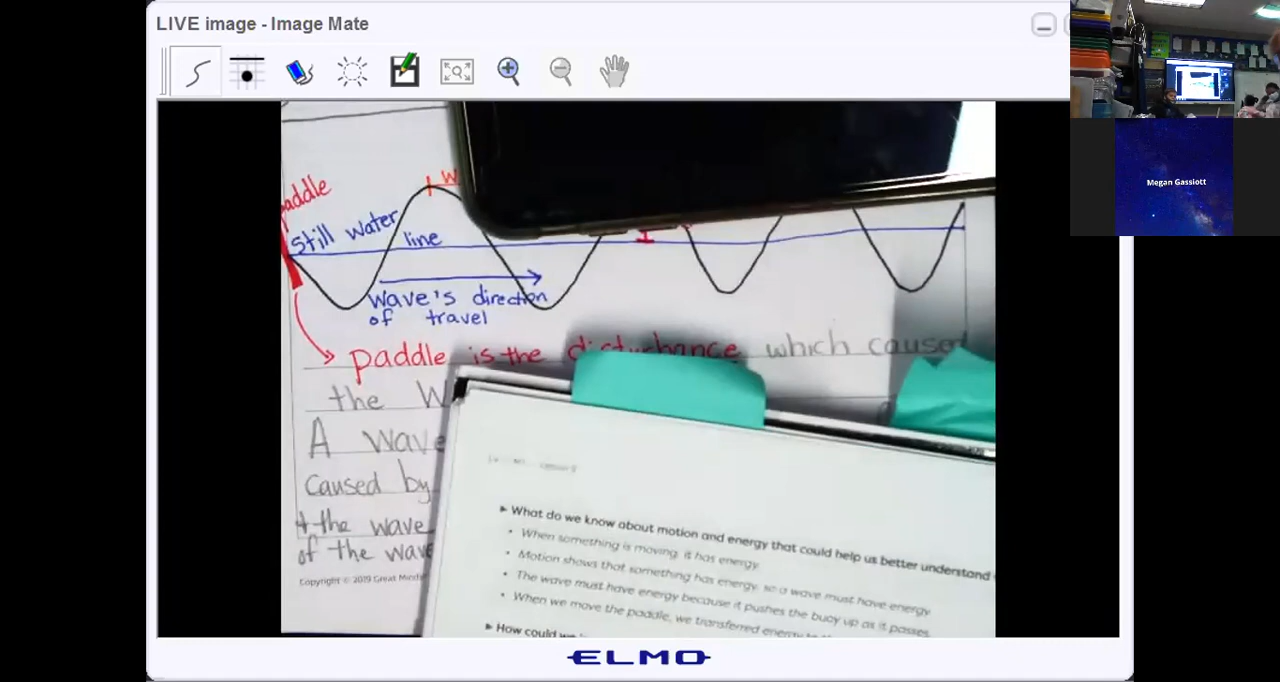 LIVE image - Image Mate
Megan Gassiott
paddle
Still Water line
Wave's direction
of travel
paddle is the disturbance which caused
the
A wave
caused by
the wave
of the wave
Copyright © 2019 Great Minds
What do we know about motion and energy that could help us better understand
When something is moving, it has energy.
Motion shows that something has energy, so a wave must have energy.
The wave must have energy because it pushes the buoy up as it passes.
When we move the paddle, we transferred energy
How could we
ELMO